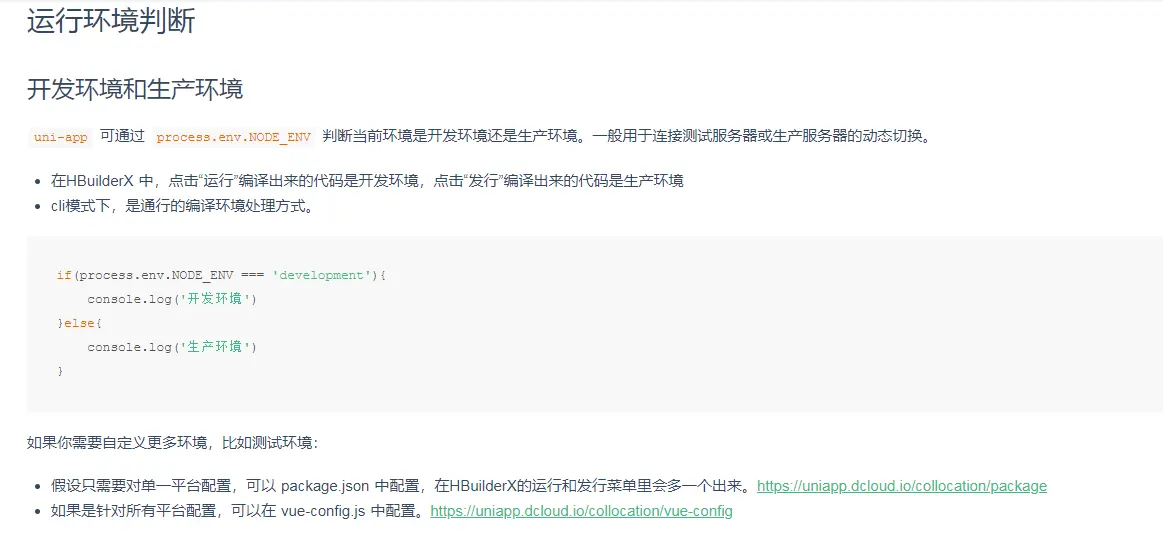 运行环境判断
开发环境和生产环境
uni-app 可通过 process.env.NODE_ENV 判断当前环境是开发环境还是生产环境。一般用于连接测试服务器或生产服务器的动态切换。
• 在HBuilderX 中，点击“运行”编译出来的代码是开发环境，点击“发行”编译出来的代码是生产环境
• cli模式下，是通行的编译环境处理方式。
if(process.env.NODE_ENV === 'development'){
    console.log('开发环境')
}else{
    console.log('生产环境')
}
如果你需要自定义更多环境，比如测试环境：
• 假设只需要对单一平台配置，可以 package.json 中配置，在HBuilderX的运行和发行菜单里会多一个出来。https://uniapp.dcloud.io/collocation/package
• 如果是针对所有平台配置，可以在 vue-config.js 中配置。https://uniapp.dcloud.io/collocation/vue-config